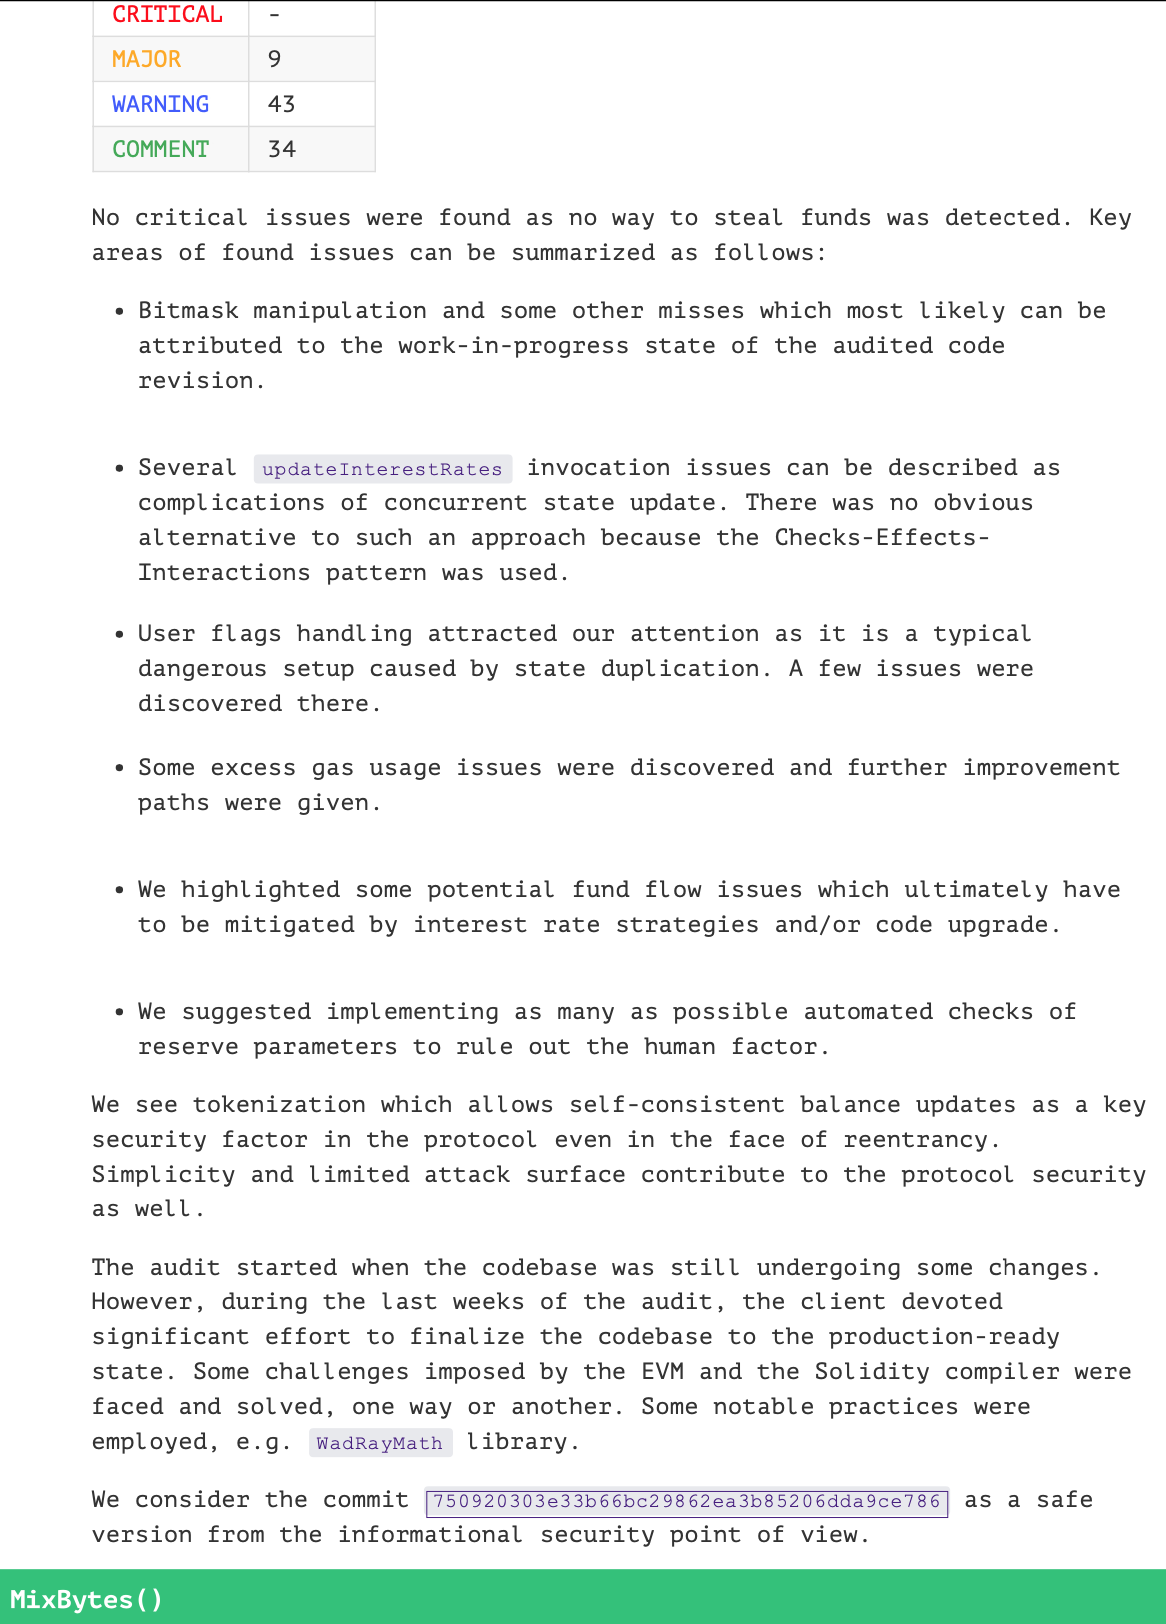 CRITICAL -
MAJOR 9
WARNING 43
COMMENT 34
No critical issues were found as no way to steal funds was detected. Key
areas of found issues can be summarized as follows:
• Bitmask manipulation and some other misses which most likely can be
attributed to the work-in-progress state of the audited code
revision.
• Several updateInterestRates invocation issues can be described as
complications of concurrent state update. There was no obvious
alternative to such an approach because the Checks-Effects-
Interactions pattern was used.
• User flags handling attracted our attention as it is a typical
dangerous setup caused by state duplication. A few issues were
discovered there.
• Some excess gas usage issues were discovered and further improvement
paths were given.
• We highlighted some potential fund flow issues which ultimately have
to be mitigated by interest rate strategies and/or code upgrade.
• We suggested implementing as many as possible automated checks of
reserve parameters to rule out the human factor.
We see tokenization which allows self-consistent balance updates as a key
security factor in the protocol even in the face of reentrancy.
Simplicity and limited attack surface contribute to the protocol security
as well.
The audit started when the codebase was still undergoing some changes.
However, during the last weeks of the audit, the client devoted
significant effort to finalize the codebase to the production-ready
state. Some challenges imposed by the EVM and the Solidity compiler were
faced and solved, one way or another. Some notable practices were
employed, e.g. WadRayMath library.
We consider the commit 750920303e33b66bc29862ea3b85206dda9ce786 as a safe
version from the informational security point of view.
MixBytes()